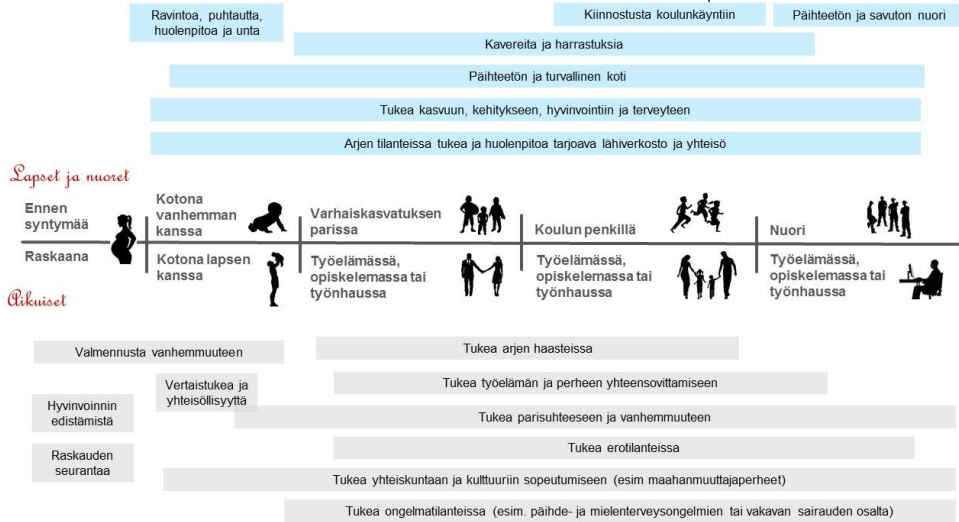 Ravintoa, puhtautta,
huolenpitoa ja unta
Kiinnostusta koulunkäyntiin
Päihteetön ja savuton nuori
Kavereita ja harrastuksia
Päihteetön ja turvallinen koti
Tukea kasvuun, kehitykseen, hyvinvointiin ja terveyteen
Arjen tilanteissa tukea ja huolenpitoa tarjoava lähiverkosto ja yhteisö
Lapset ja nuoret
Ennen
syntymää
Kotona
vanhemman
kanssa
Varhaiskasvatuksen
parissa
Koulun penkillä
Nuori
Raskaana
Kotona lapsen
kanssa
Työelämässä,
opiskelemassa tai
työnhaussa
Työelämässä,
opiskelemassa tai
työnhaussa
Työelämässä,
opiskelemassa tai
työnhaussa
Aikuiset
Valmennusta vanhemmuuteen
Tukea arjen haasteissa
Vertaistukea ja
yhteisöllisyyttä
Tukea työelämän ja perheen yhteensovittamiseen
Hyvinvoinnin
edistämistä
Tukea parisuhteeseen ja vanhemmuuteen
Raskauden
seurantaa
Tukea erotilanteissa
Tukea yhteiskuntaan ja kulttuuriin sopeutumiseen (esim maahanmuuttajaperheet)
Tukea ongelmatilanteissa (esim. päihde- ja mielenterveysongelmien tai vakavan sairauden osalta)